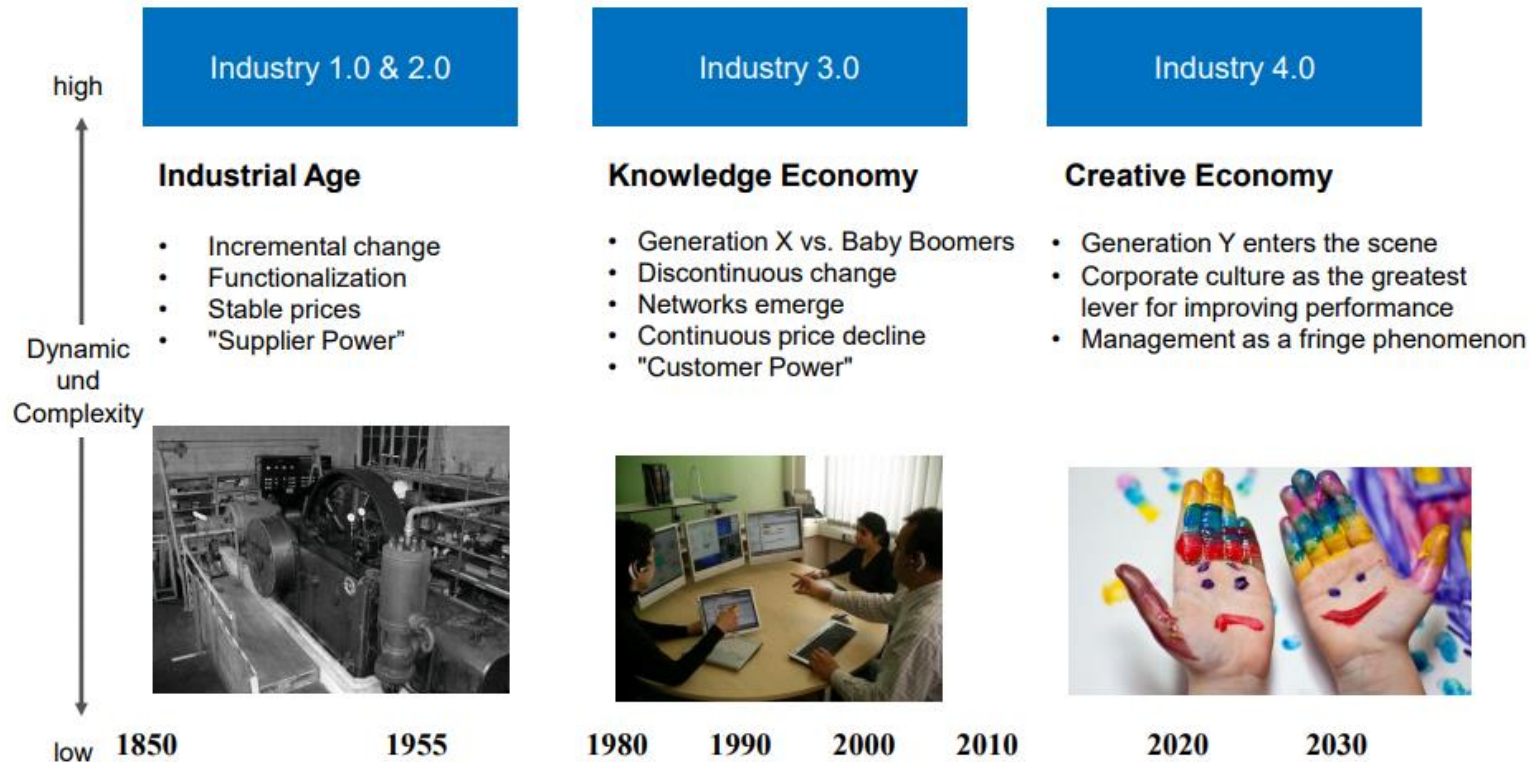 Industry 1.0 & 2.0
Industry 3.0
Industry 4.0
high
Dynamic
und
Complexity
low
Industrial Age
• Incremental change
• Functionalization
• Stable prices
• "Supplier Power”
Knowledge Economy
• Generation X vs. Baby Boomers
• Discontinuous change
• Networks emerge
• Continuous price decline
• "Customer Power"
Creative Economy
• Generation Y enters the scene
• Corporate culture as the greatest
lever for improving performance
• Management as a fringe phenomenon
1850 1955 1980 1990 2000 2010 2020 2030